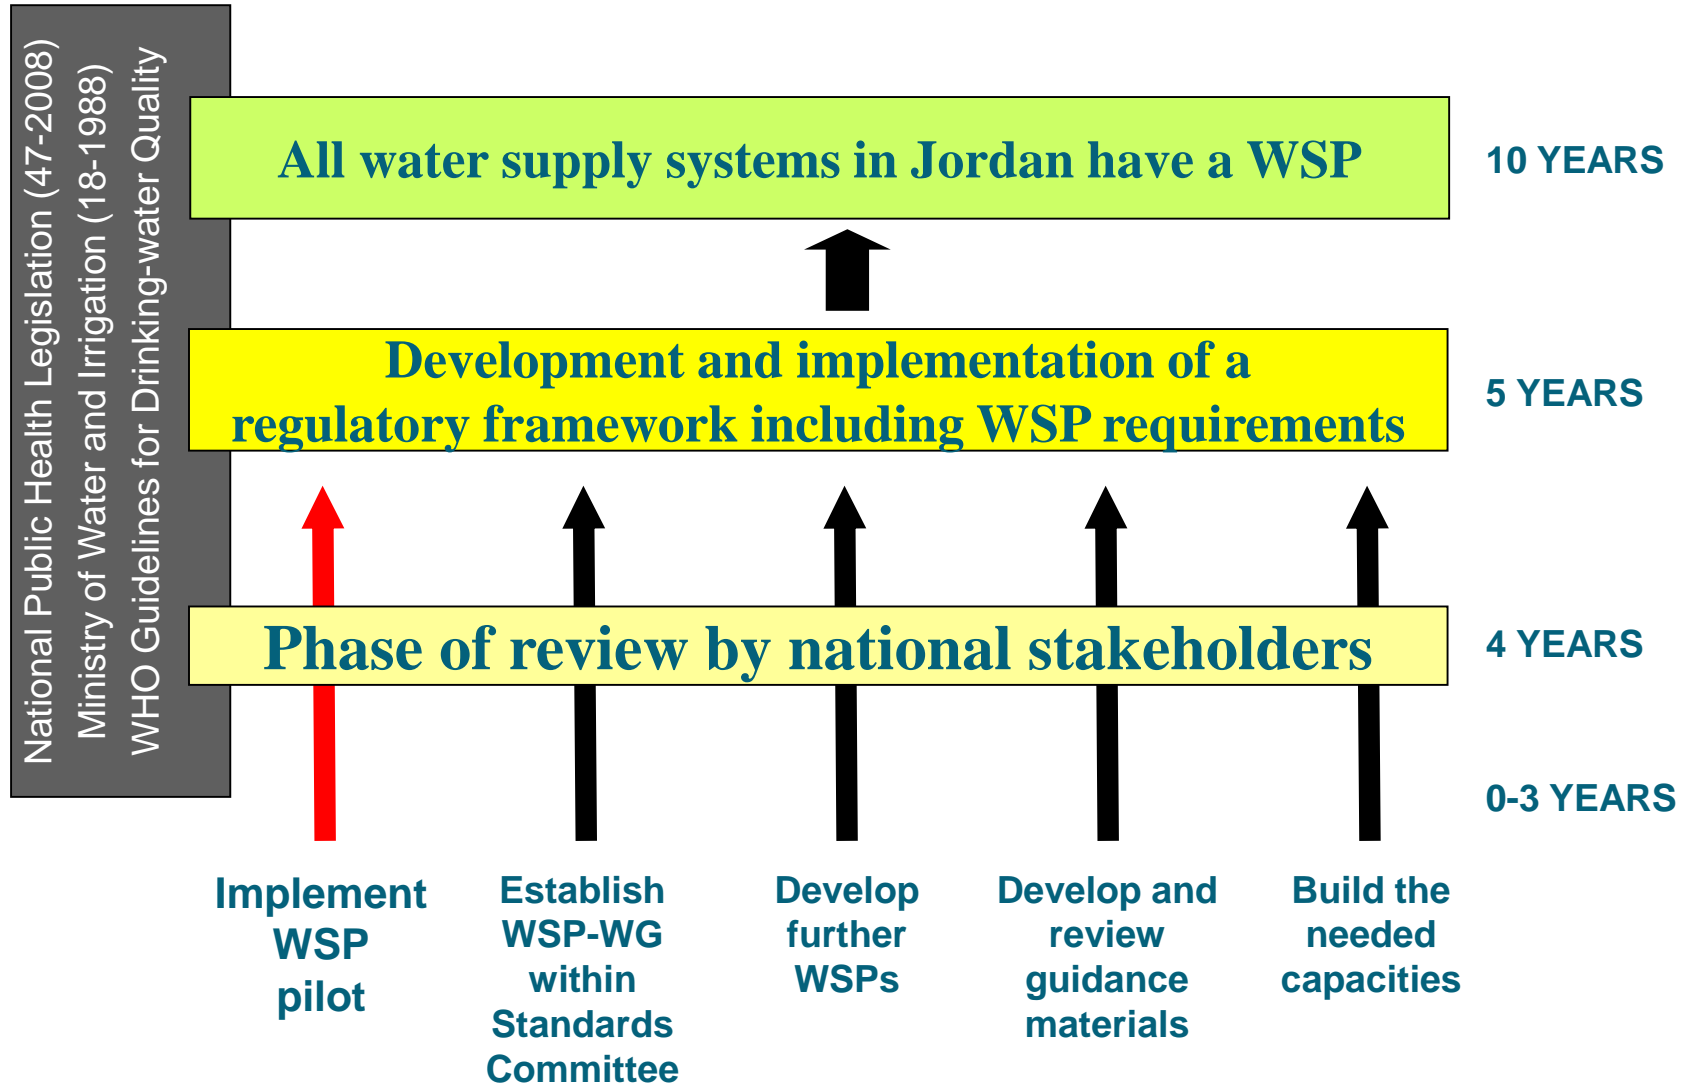 National Public Health Legislation (47-2008)
Ministry of Water and Irrigation (18-1988)
WHO Guidelines for Drinking-water Quality
All water supply systems in Jordan have a WSP
10 YEARS
Development and implementation of a
regulatory framework including WSP requirements
5 YEARS
Phase of review by national stakeholders
4 YEARS
0-3 YEARS
Implement
WSP
pilot
Establish
WSP-WG
within
Standards
Committee
Develop
further
WSPs
Develop and
review
guidance
materials
Build the
needed
capacities